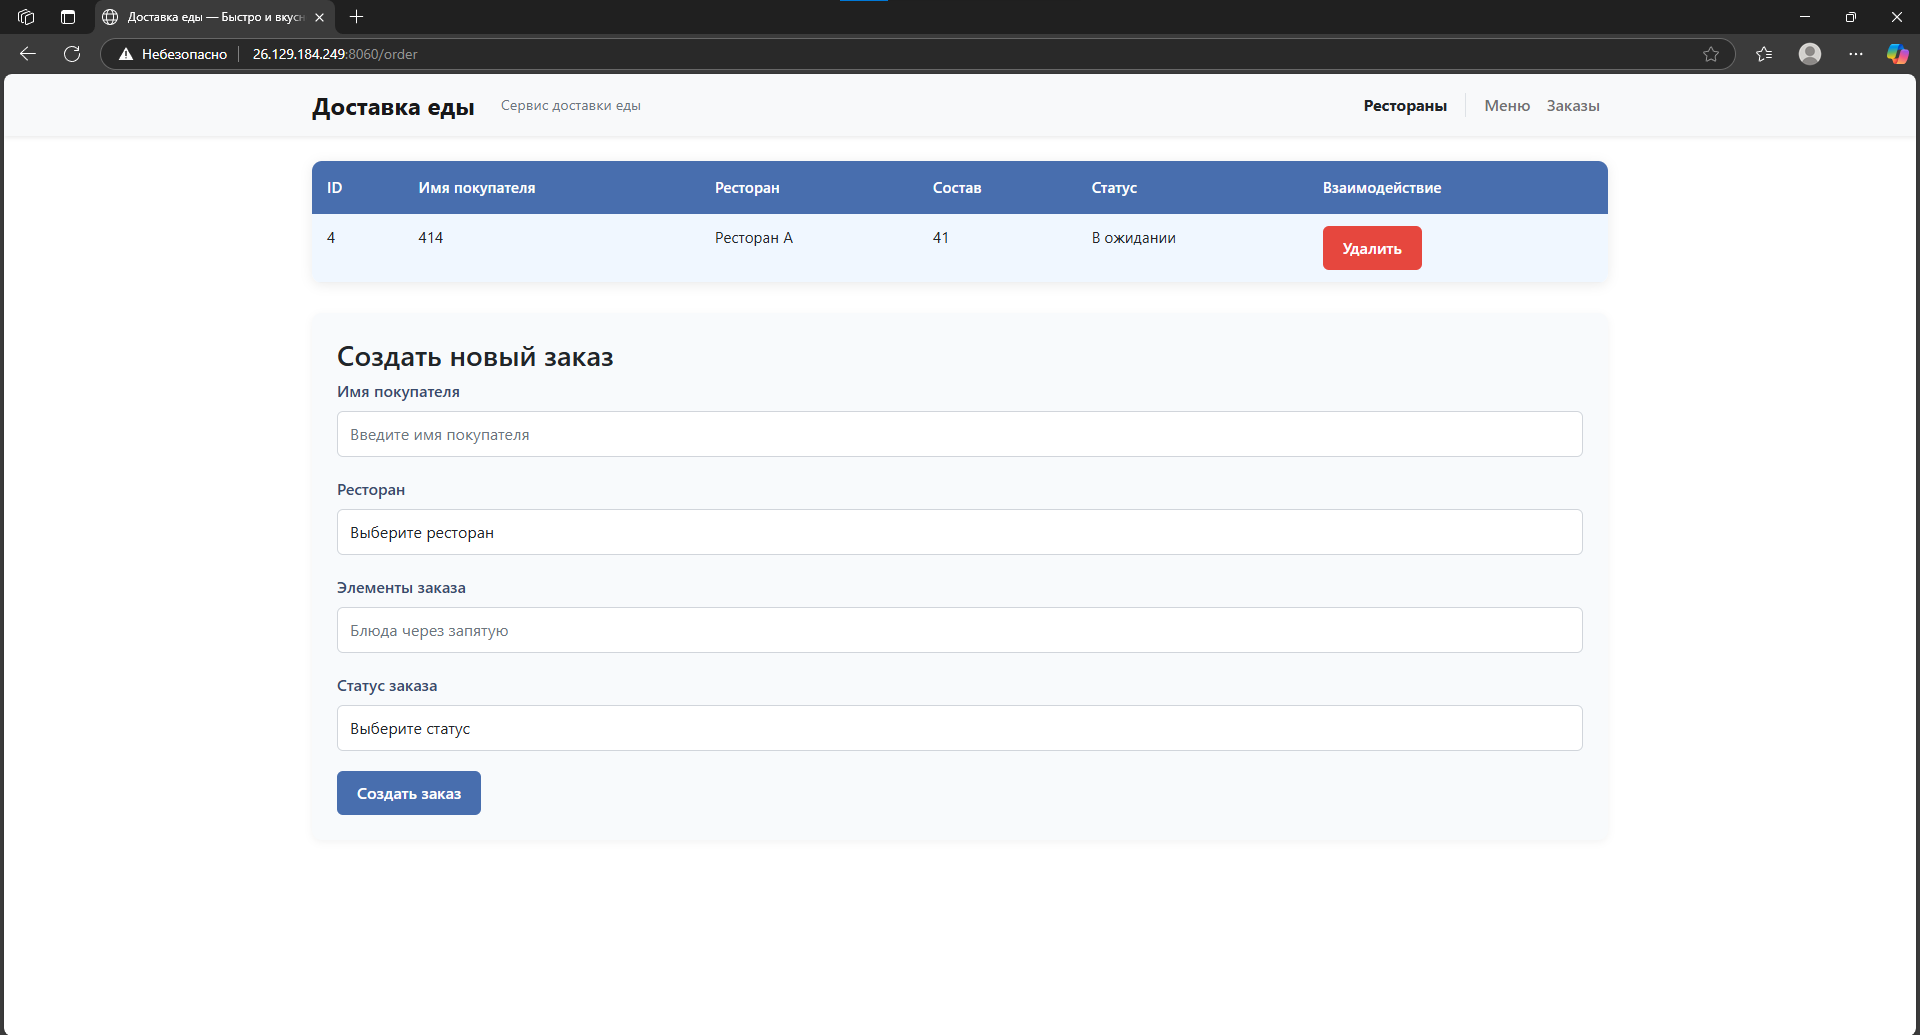 Доставка еды — Быстро и вкусн
Небезопасно 26.129.184.249:8060/order
Доставка еды Сервис доставки еды Рестораны Меню Заказы
ID Имя покупателя Ресторан Состав Статус Взаимодействие
4 414 Ресторан А 41 В ожидании Удалить
Создать новый заказ
Имя покупателя
Введите имя покупателя
Ресторан
Выберите ресторан
Элементы заказа
Блюда через запятую
Статус заказа
Выберите статус
Создать заказ